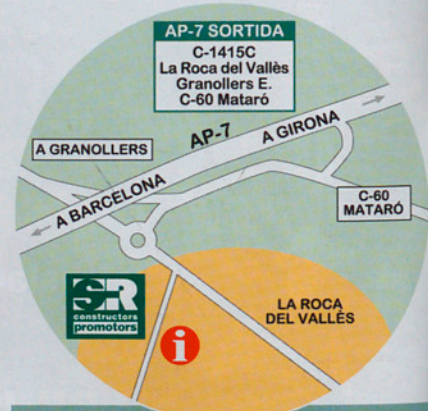 AP-7 SORTIDA
C-1415C
La Roca del Vallès
Granollers E.
C-60 Mataró
A GRANOLLERS
AP-7
A GIRONA
A BARCELONA
C-60
MATARÓ
SR
constructors
promotors
LA ROCA
DEL VALLÈS
i